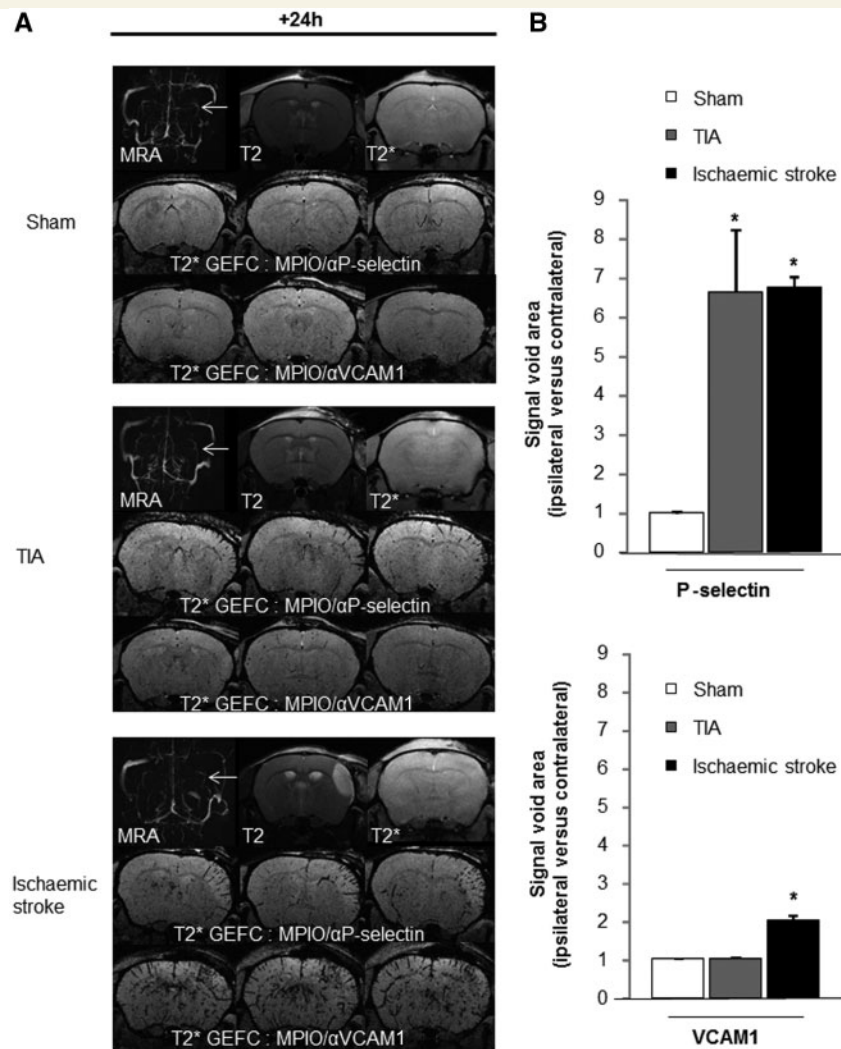 A
+24h
MRA
T2
T2*
Sham
T2* GEFC : MPIO/αP-selectin
T2* GEFC : MPIO/αVCAM1
MRA
T2
T2*
TIA
T2* GEFC : MPIO/αP-selectin
T2* GEFC : MPIO/αVCAM1
MRA
T2
T2*
Ischaemic
stroke
T2* GEFC : MPIO/αP-selectin
T2* GEFC : MPIO/αVCAM1
B
Sham
TIA
Ischaemic stroke
Signal void area
(ipsilateral versus contralateral)
9
8
7
6
5
4
3
2
1
0
*
*
P-selectin
Sham
TIA
Ischaemic stroke
Signal void area
(ipsilateral versus contralateral)
9
8
7
6
5
4
3
2
1
0
*
VCAM1